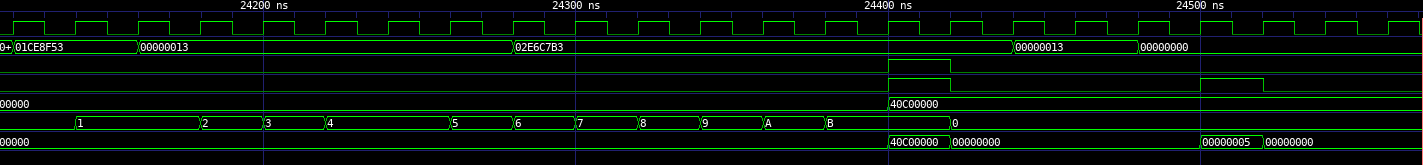 24200 ns 24300 ns 24400 ns 24500 ns
0+ 01CE8F53 00000013 02E6C7B3 00000013 00000000
00000 40C00000
1 2 3 4 5 6 7 8 9 A B 0
00000 40C00000 00000000 00000005 00000000